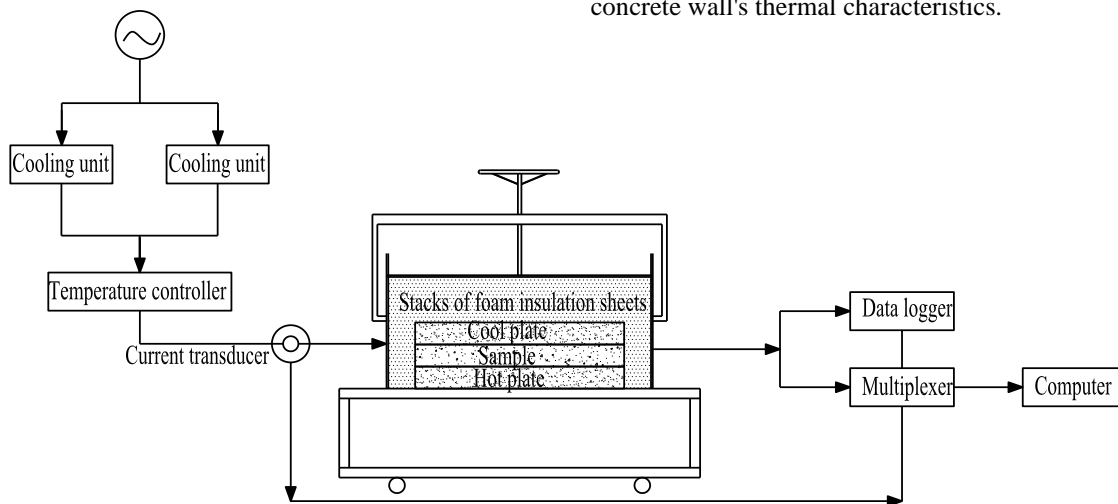 concrete wall's thermal characteristics.
Cooling unit
Cooling unit
Temperature controller
Current transducer
Stacks of foam insulation sheets
Cool plate
Sample
Hot plate
Data logger
Multiplexer
Computer